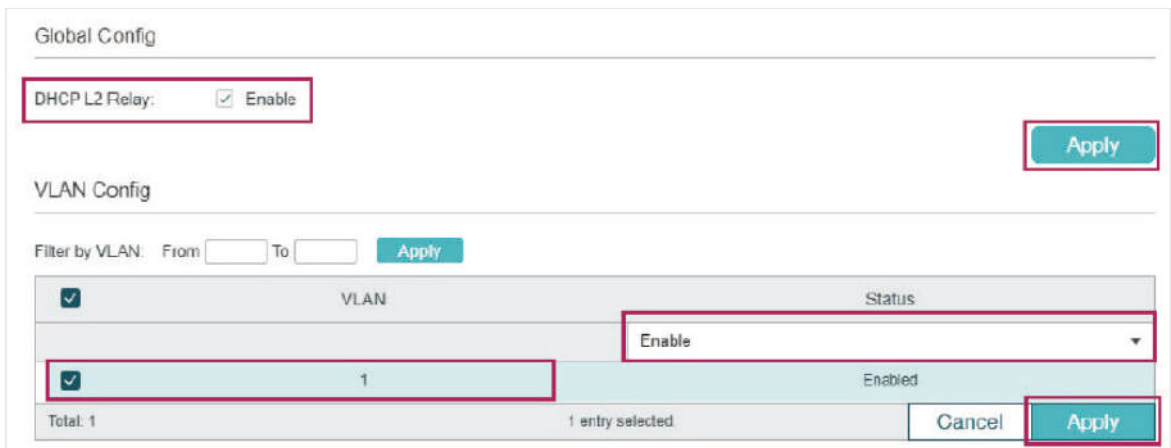 Global Config
DHCP L2 Relay: Enable
Apply
VLAN Config
Filter by VLAN: From To Apply
VLAN Status
Enable
1 Enabled
Total: 1 1 entry selected. Cancel Apply